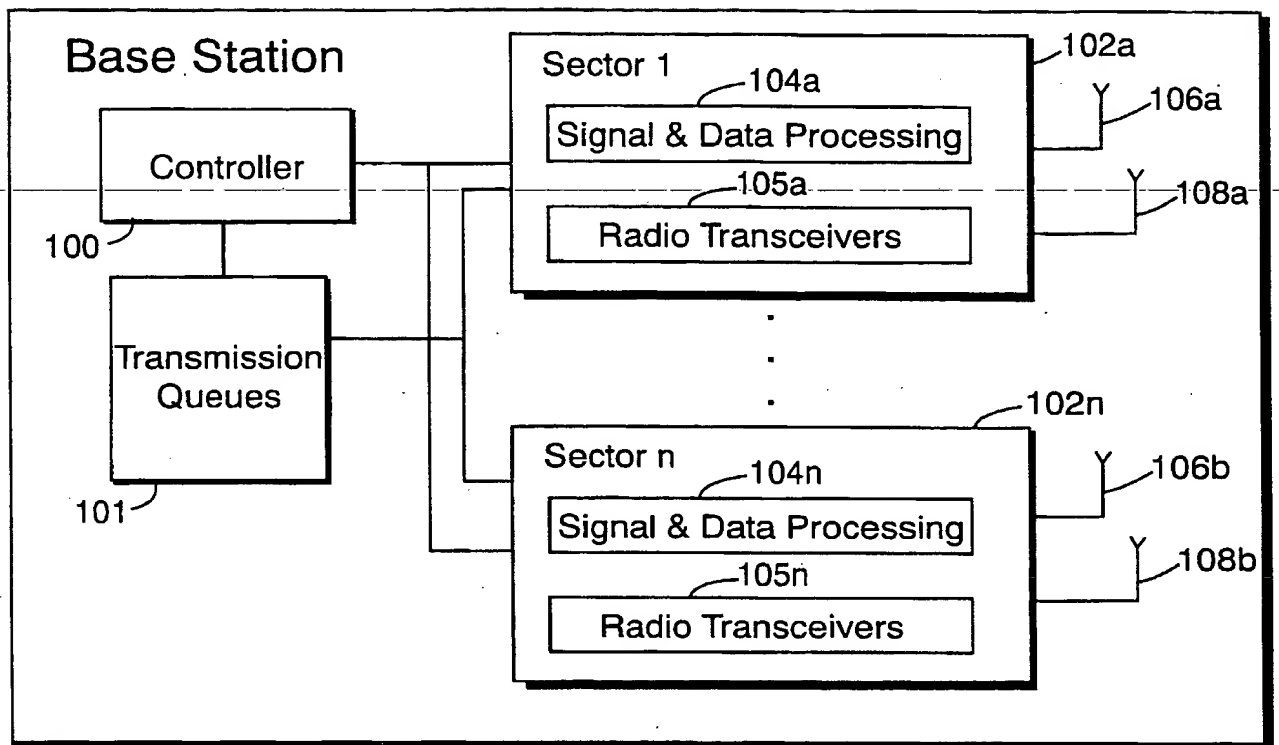 Base Station
Sector 1
102a
104a
106a
Signal & Data Processing
Controller
105a
108a
100
Radio Transceivers
Transmission
Queues
102n
Sector n
104n
106b
101
Signal & Data Processing
108b
105n
Radio Transceivers